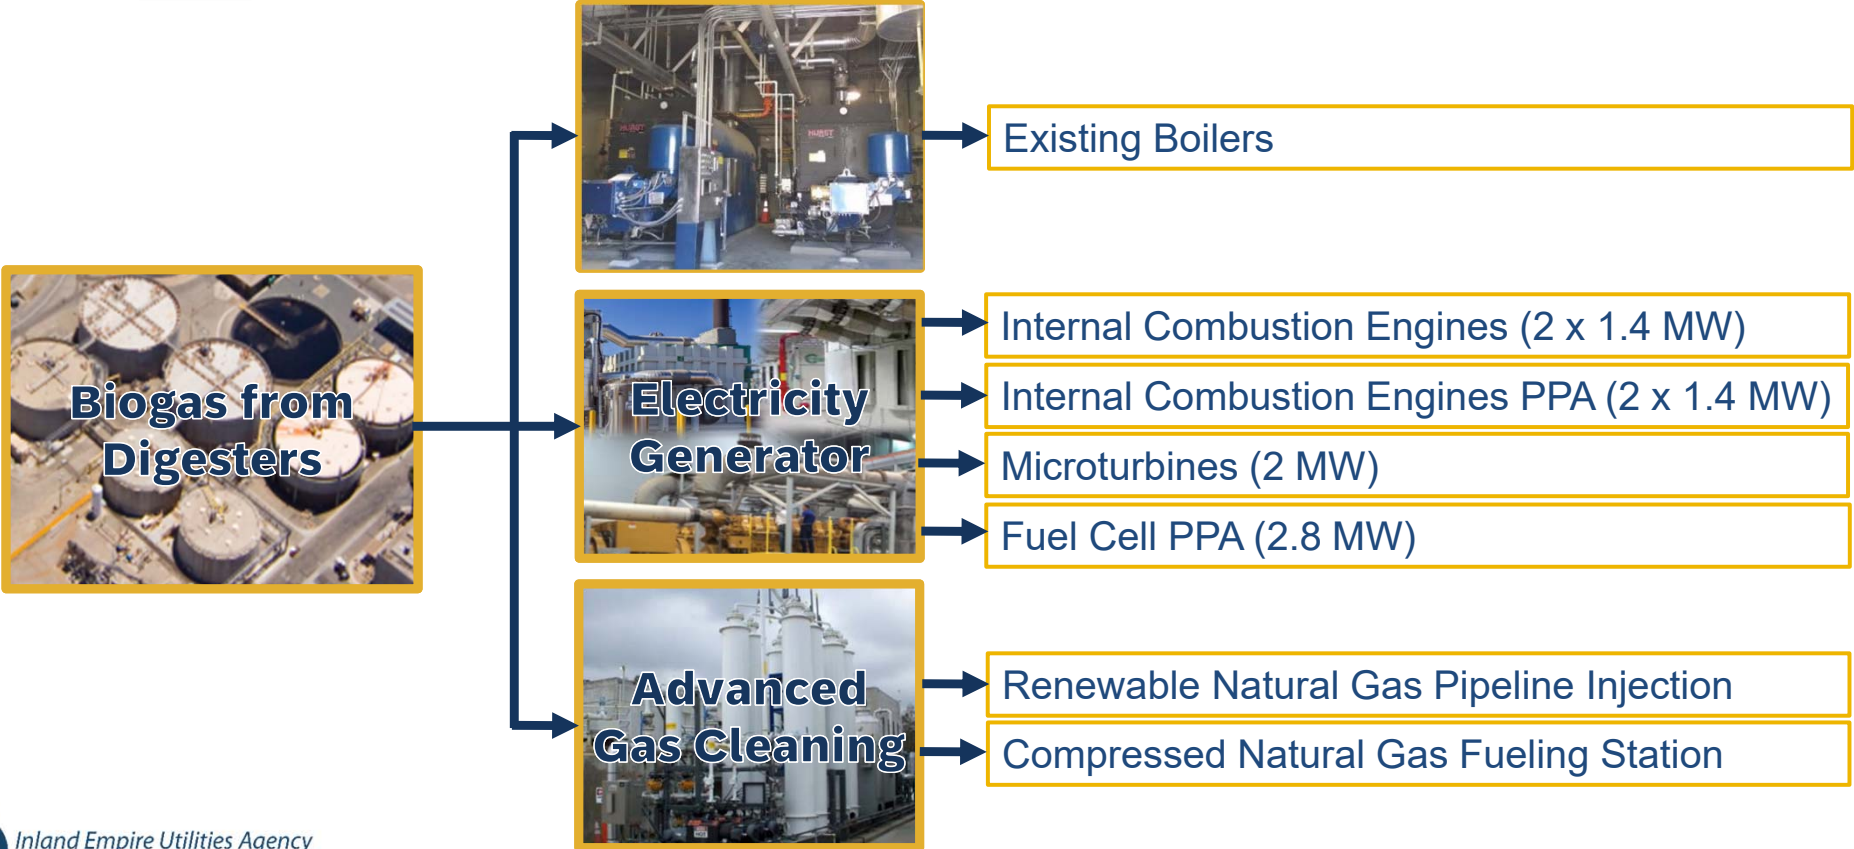 HURST
HURST
Existing Boilers
Biogas from
Digesters
Electricity
Generator
Internal Combustion Engines (2 x 1.4 MW)
Internal Combustion Engines PPA (2 x 1.4 MW)
Microturbines (2 MW)
Fuel Cell PPA (2.8 MW)
Advanced
Gas Cleaning
Renewable Natural Gas Pipeline Injection
Compressed Natural Gas Fueling Station
Inland Empire Utilities Agency